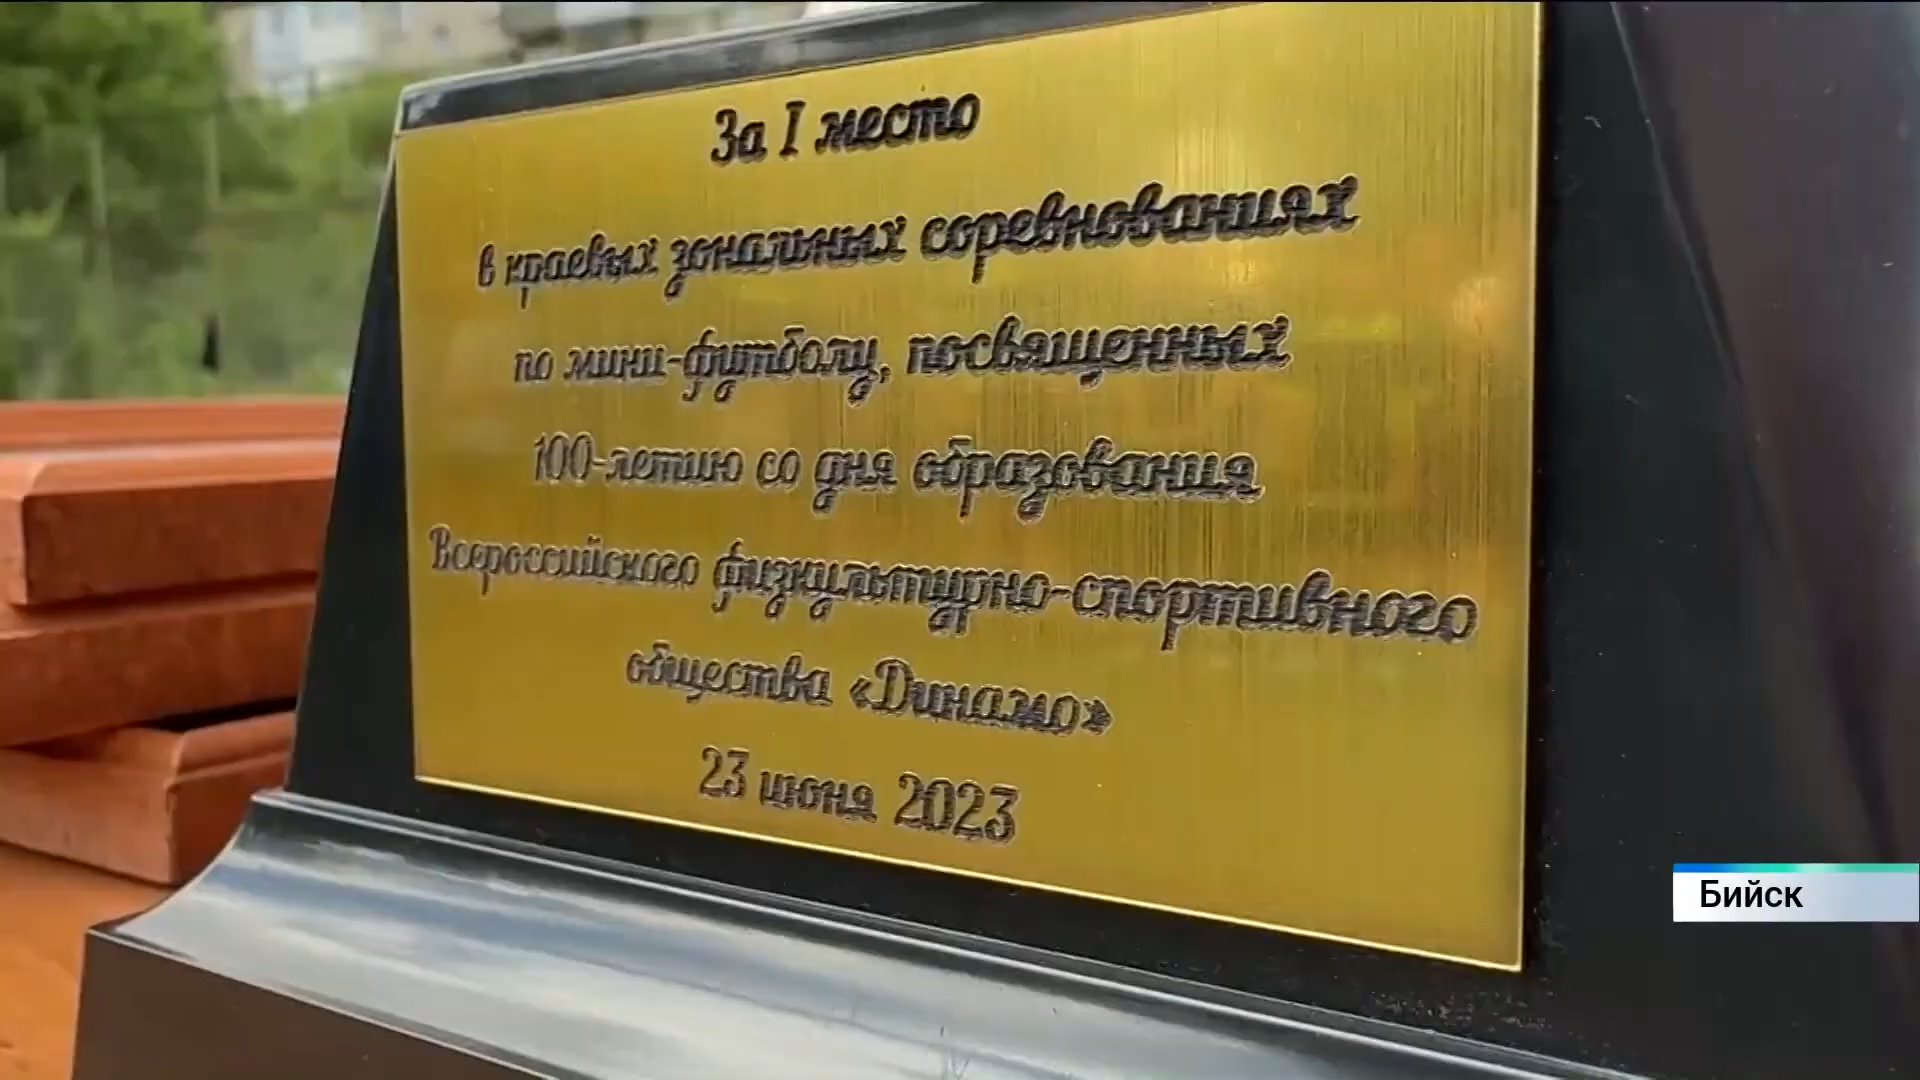 За I место
в краевых зональных соревнованиях
по мини-футболу, посвященных
100-летию со дня образования
Всероссийского физкультурно-спортивного
общества «Динамо»
23 июня 2023
Бийск